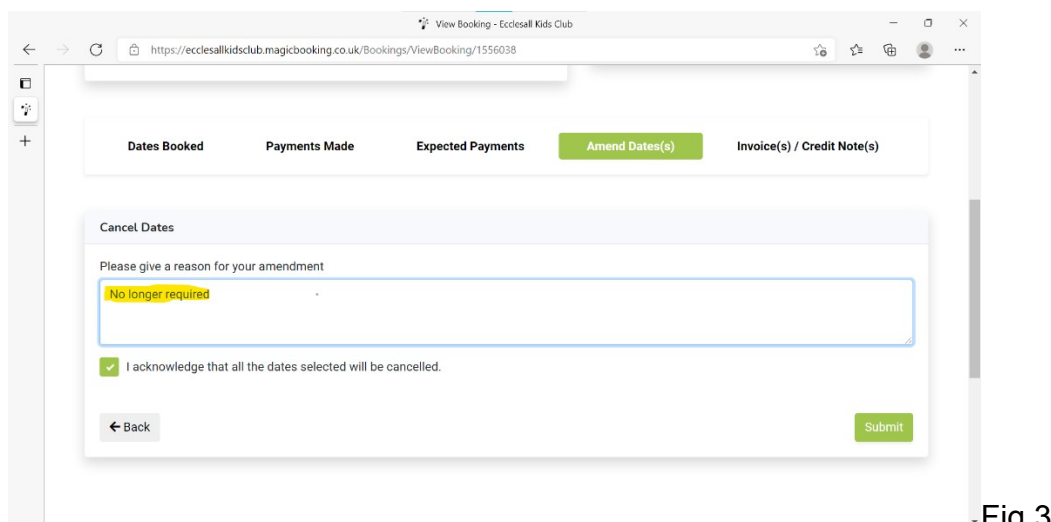 View Booking - Ecclesall Kids Club
https://ecclesallkidsclub.magicbooking.co.uk/Bookings/ViewBooking/1556038
Dates Booked Payments Made Expected Payments Amend Dates(s) Invoice(s) / Credit Note(s)
Cancel Dates
Please give a reason for your amendment
No longer required
I acknowledge that all the dates selected will be cancelled.
← Back Submit
Fig 3